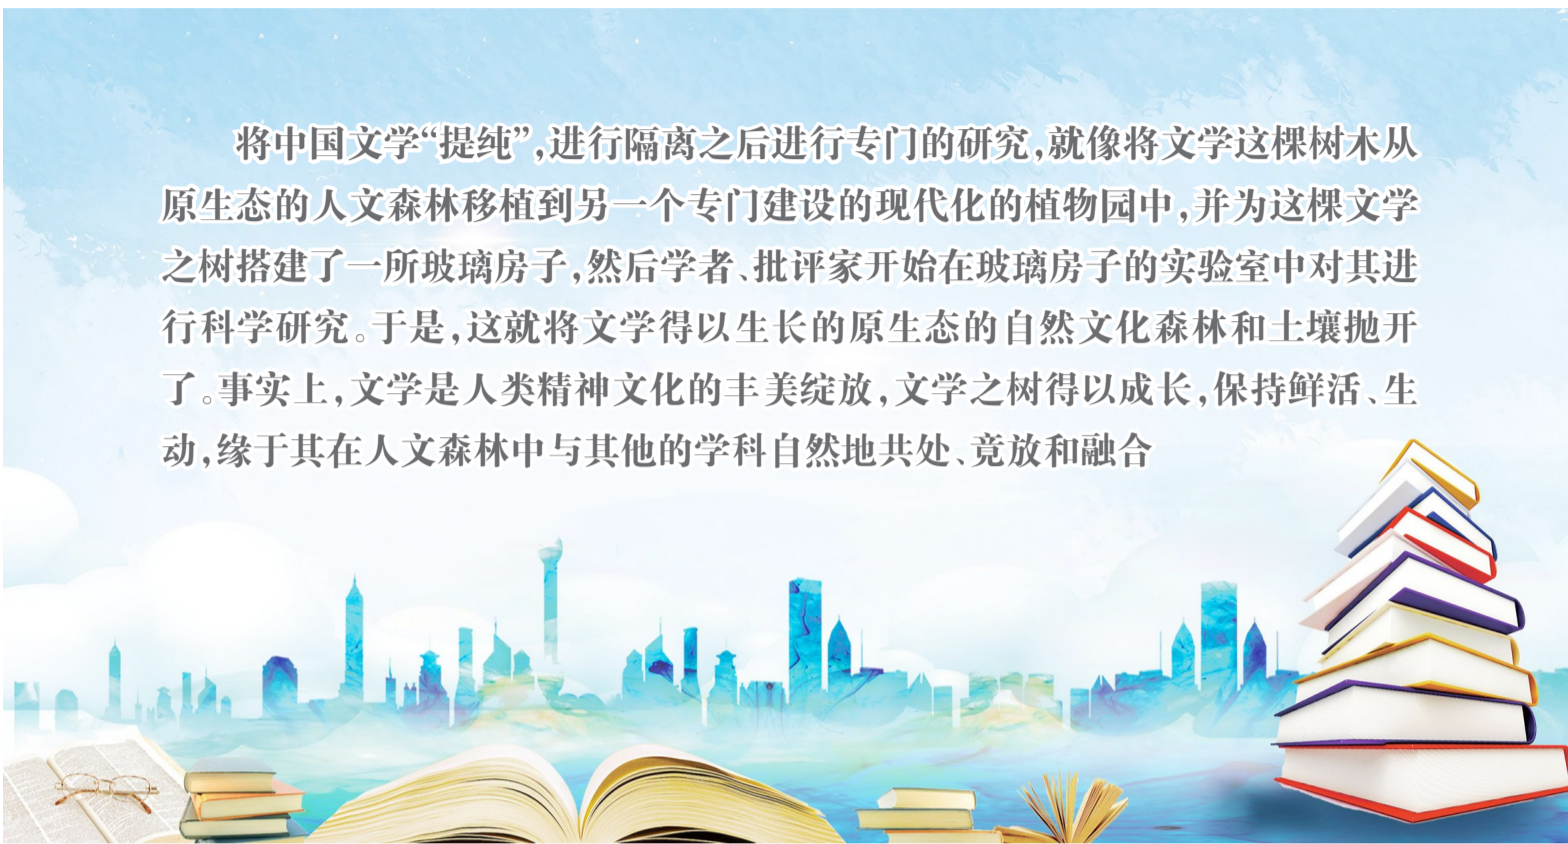 将中国文学“提纯”,进行隔离之后进行专门的研究,就像将文学这棵树木从
原生态的人文森林移植到另一个专门建设的现代化的植物园中,并为这棵文学
之树搭建了一所玻璃房子,然后学者、批评家开始在玻璃房子的实验室中对其进
行科学研究。于是,这就将文学得以生长的原生态的自然文化森林和土壤抛开
了。事实上,文学是人类精神文化的丰美绽放,文学之树得以成长,保持鲜活、生
动,缘于其在人文森林中与其他的学科自然地共处、竟放和融合